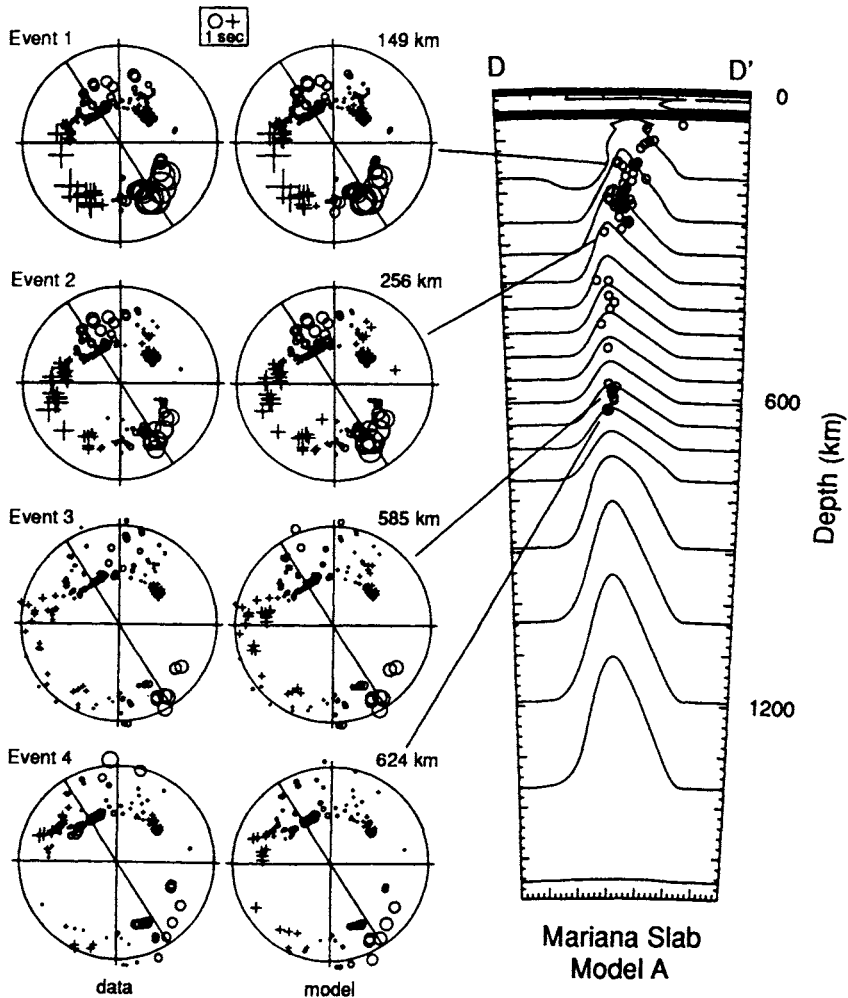 Event 1
1 sec
149 km
D
D'
0
Event 2
256 km
600
Depth (km)
Event 3
585 km
1200
Event 4
624 km
data
model
Mariana Slab
Model A